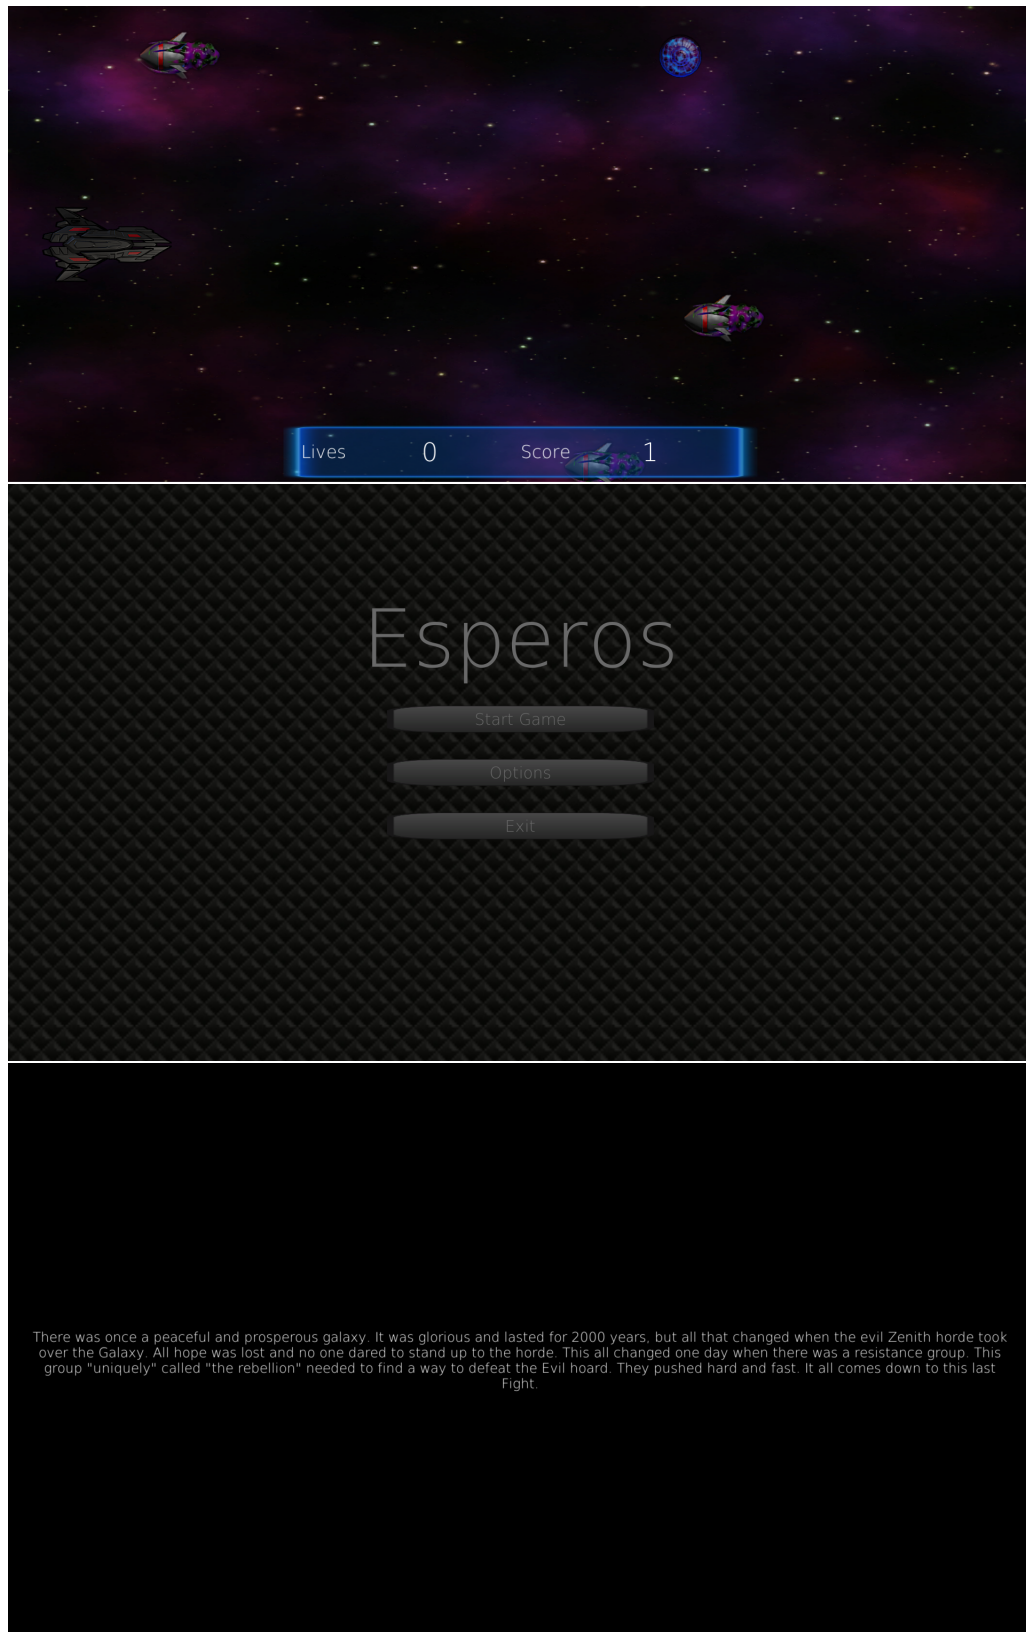 Lives 0 Score 1
Esperos
Start Game
Options
Exit
There was once a peaceful and prosperous galaxy. It was glorious and lasted for 2000 years, but all that changed when the evil Zenith horde took
over the Galaxy. All hope was lost and no one dared to stand up to the horde. This all changed one day when there was a resistance group. This
group "uniquely" called "the rebellion" needed to find a way to defeat the Evil hoard. They pushed hard and fast. It all comes down to this last
Fight.